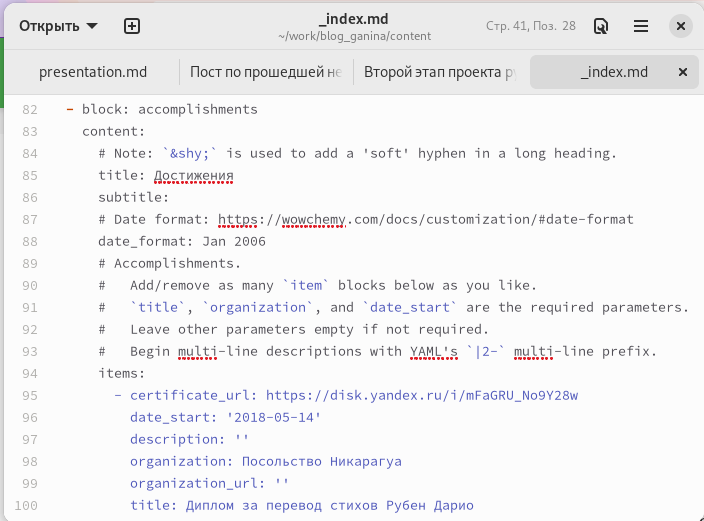 Открыть
_index.md
~/work/blog_ganina/content
Стр. 41, Поз. 28
presentation.md
Пост по прошедшей не
Второй этап проекта
_index.md
82 - block: accomplishments
83 content:
84 # Note: `&shy;` is used to add a 'soft' hyphen in a long heading.
85 title: Достижения
86 subtitle:
87 # Date format: https://wowchemy.com/docs/customization/#date-format
88 date_format: Jan 2006
89 # Accomplishments.
90 #   Add/remove as many `item` blocks below as you like.
91 #   `title`, `organization`, and `date_start` are the required parameters.
92 #   Leave other parameters empty if not required.
93 #   Begin multi-line descriptions with YAML's `|2-` multi-line prefix.
94 items:
95 - certificate_url: https://disk.yandex.ru/i/mFaGRU_No9Y28w
96 date_start: '2018-05-14'
97 description: ''
98 organization: Посольство Никарагуа
99 organization_url: ''
100 title: Диплом за перевод стихов Рубен Дарио